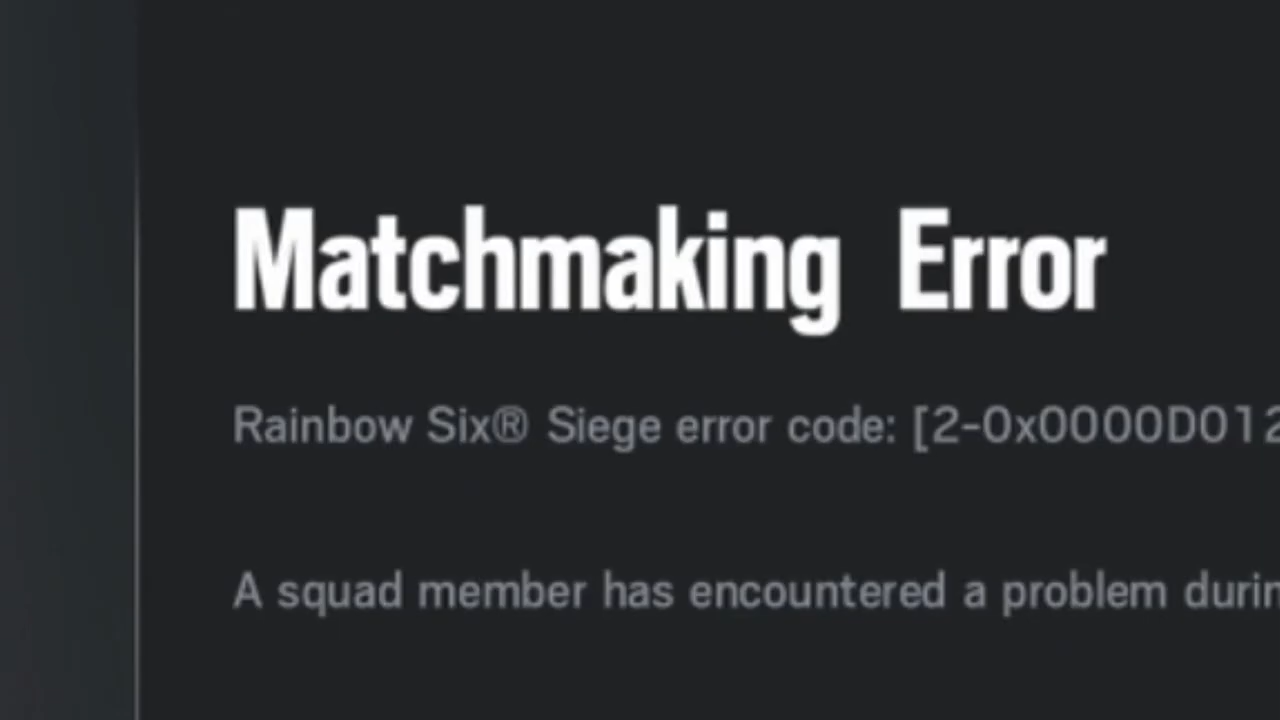 Matchmaking Error
Rainbow Six® Siege error code: [2-0x0000D012
A squad member has encountered a problem durin